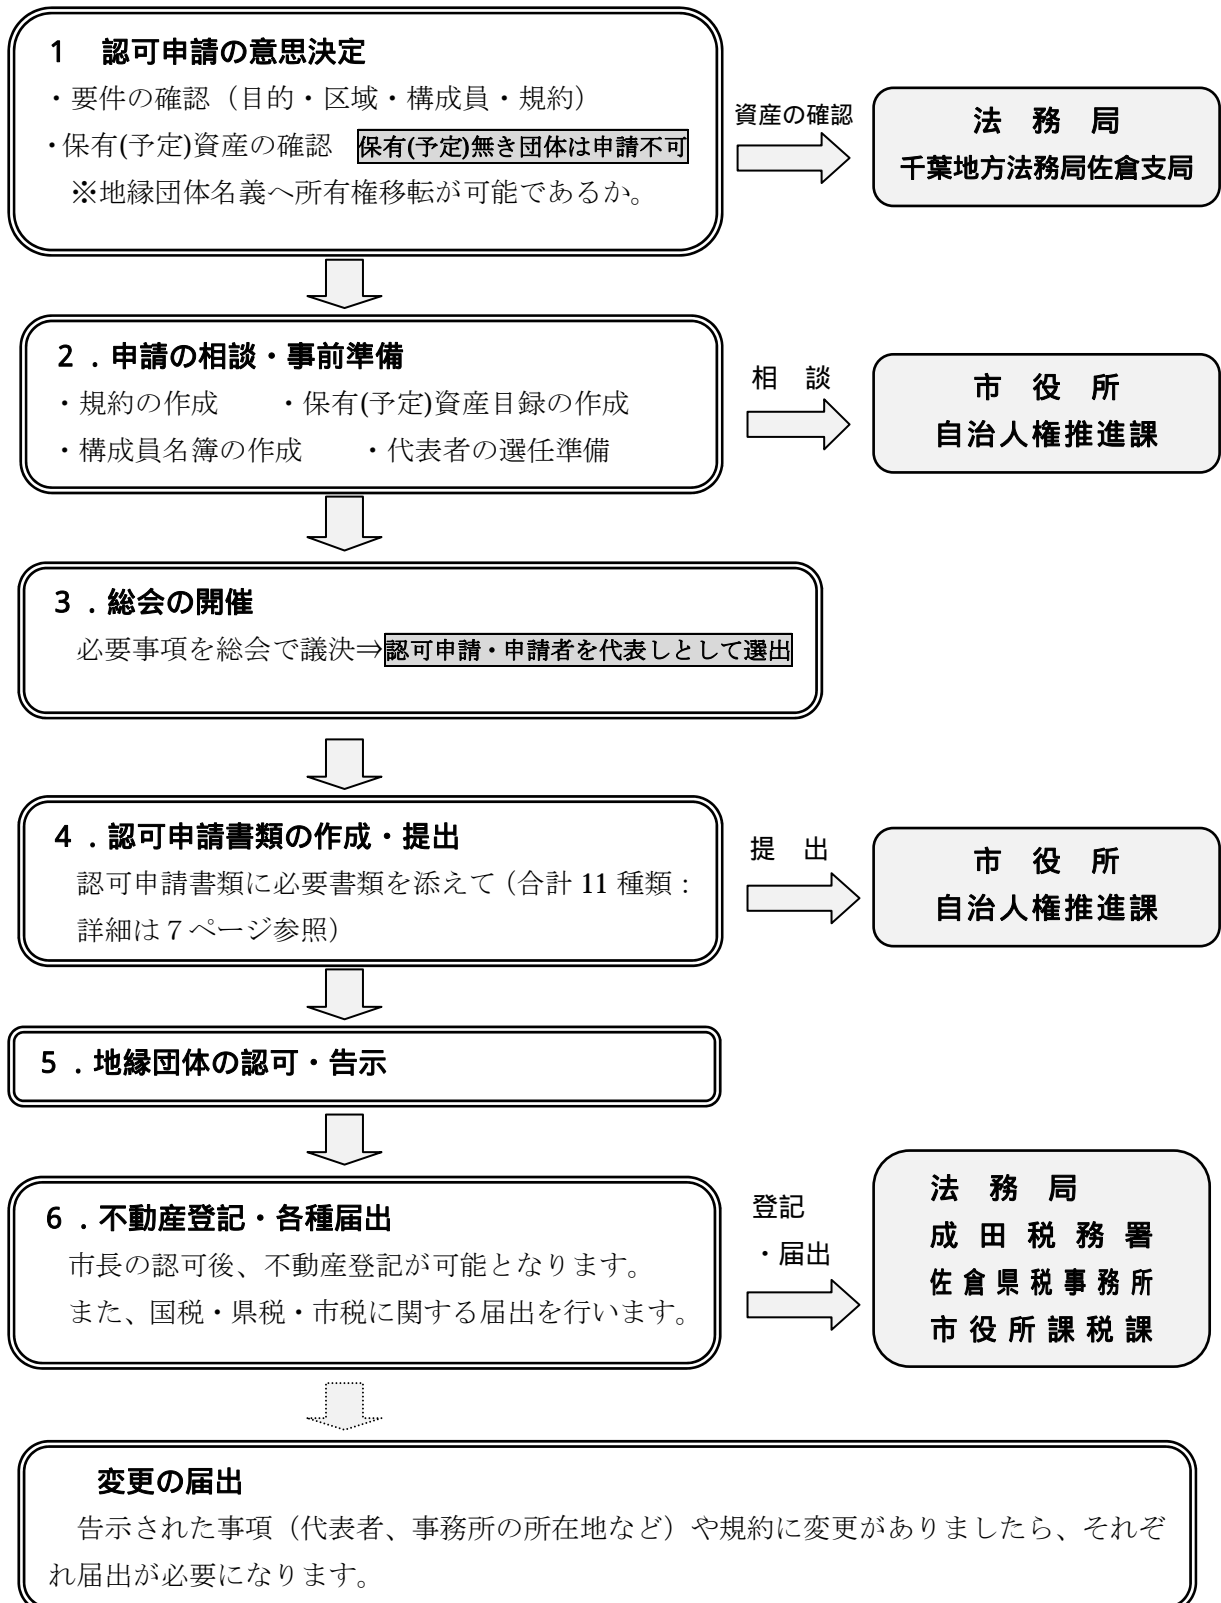 1 認可申請の意思決定
・要件の確認（目的・区域・構成員・規約）
・保有(予定)資産の確認 保有(予定)無き団体は申請不可
※地縁団体名義へ所有権移転が可能であるか。
資産の確認
法 務 局
千葉地方法務局佐倉支局
2．申請の相談・事前準備
・規約の作成 ・保有(予定)資産目録の作成
・構成員名簿の作成 ・代表者の選任準備
相 談
市 役 所
自治人権推進課
3．総会の開催
必要事項を総会で議決⇒認可申請・申請者を代表しとして選出
4．認可申請書類の作成・提出
認可申請書類に必要書類を添えて（合計 11 種類：
詳細は７ページ参照）
提 出
市 役 所
自治人権推進課
5．地縁団体の認可・告示
6．不動産登記・各種届出
市長の認可後、不動産登記が可能となります。
また、国税・県税・市税に関する届出を行います。
登記
・届出
法 務 局
成 田 税 務 署
佐 倉 県 税 事 務 所
市 役 所 課 税 課
変更の届出
告示された事項（代表者、事務所の所在地など）や規約に変更がありましたら、それぞ
れ届出が必要になります。